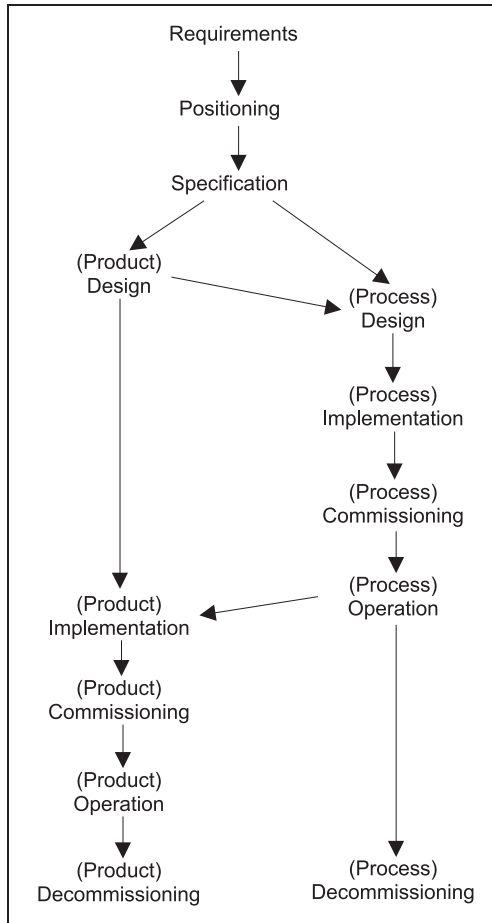 Requirements
Positioning
Specification
(Product)
Design
(Process)
Design
(Process)
Implementation
(Process)
Commissioning
(Process)
Operation
(Product)
Implementation
(Product)
Commissioning
(Product)
Operation
(Product)
Decommissioning
(Process)
Decommissioning